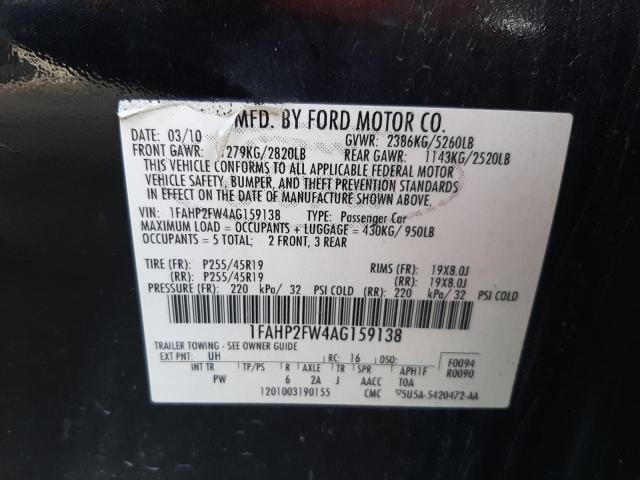 MFD. BY FORD MOTOR CO.
DATE: 03/10 GVWR: 2386KG/5260LB
FRONT GAWR: 1279KG/2820LB REAR GAWR: 1143KG/2520LB
THIS VEHICLE CONFORMS TO ALL APPLICABLE FEDERAL MOTOR
VEHICLE SAFETY, BUMPER, AND THEFT PREVENTION STANDARDS
IN EFFECT ON THE DATE OF MANUFACTURE SHOWN ABOVE.
VIN: 1FAHP2FW4AG159138 TYPE: Passenger Car
MAXIMUM LOAD = OCCUPANTS + LUGGAGE = 430KG/ 950LB
OCCUPANTS = 5 TOTAL; 2 FRONT, 3 REAR
TIRE (FR): P255/45R19 RIMS (FR): 19X8.0J
(RR): P255/45R19 (RR): 19X8.0J
PRESSURE (FR): 220 kPa/ 32 PSI COLD (RR): 220 kPa/ 32 PSI COLD
1FAHP2FW4AG159138
TRAILER TOWING - SEE OWNER GUIDE
EXT PNT: UH RC: 16 DSO: F0094
INT TR TP/PS R AXLE TR SPR APH1F R0090
PW 6 2A J AACC TOA
1201003190155 CMC ▽5U5A-5420472-AA